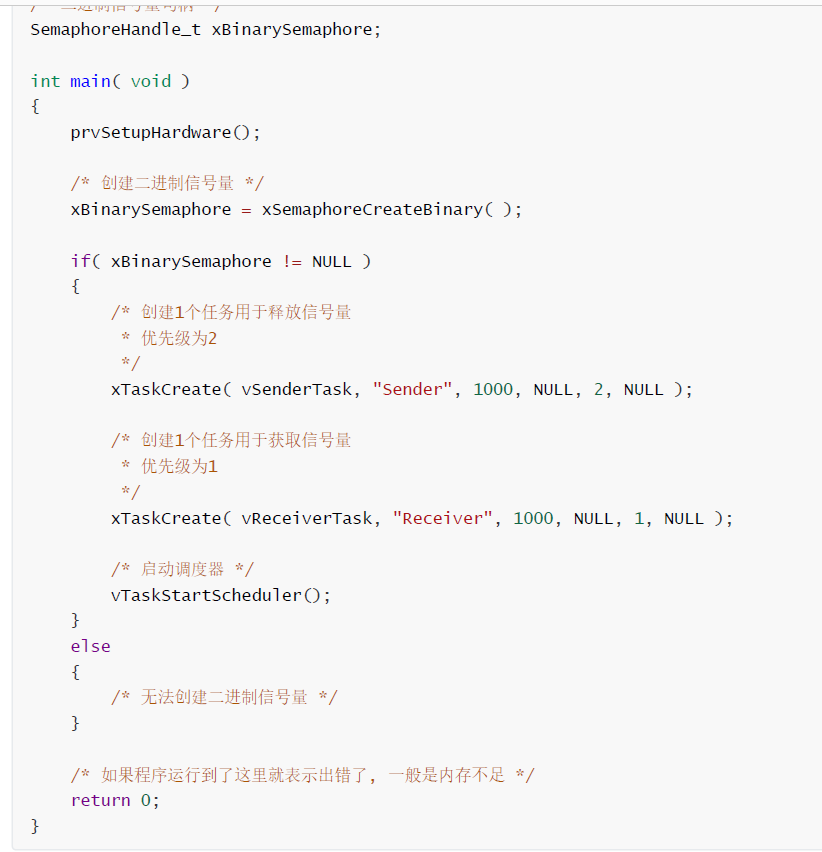 SemaphoreHandle_t xBinarySemaphore;
int main( void )
{
prvSetupHardware();
/* 创建二进制信号量 */
xBinarySemaphore = xSemaphoreCreateBinary( );
if( xBinarySemaphore != NULL )
{
/* 创建1个任务用于释放信号量
* 优先级为2
*/
xTaskCreate( vSenderTask, "Sender", 1000, NULL, 2, NULL );
/* 创建1个任务用于获取信号量
* 优先级为1
*/
xTaskCreate( vReceiverTask, "Receiver", 1000, NULL, 1, NULL );
/* 启动调度器 */
vTaskStartScheduler();
}
else
{
/* 无法创建二进制信号量 */
}
/* 如果程序运行到了这里就表示出错了, 一般是内存不足 */
return 0;
}